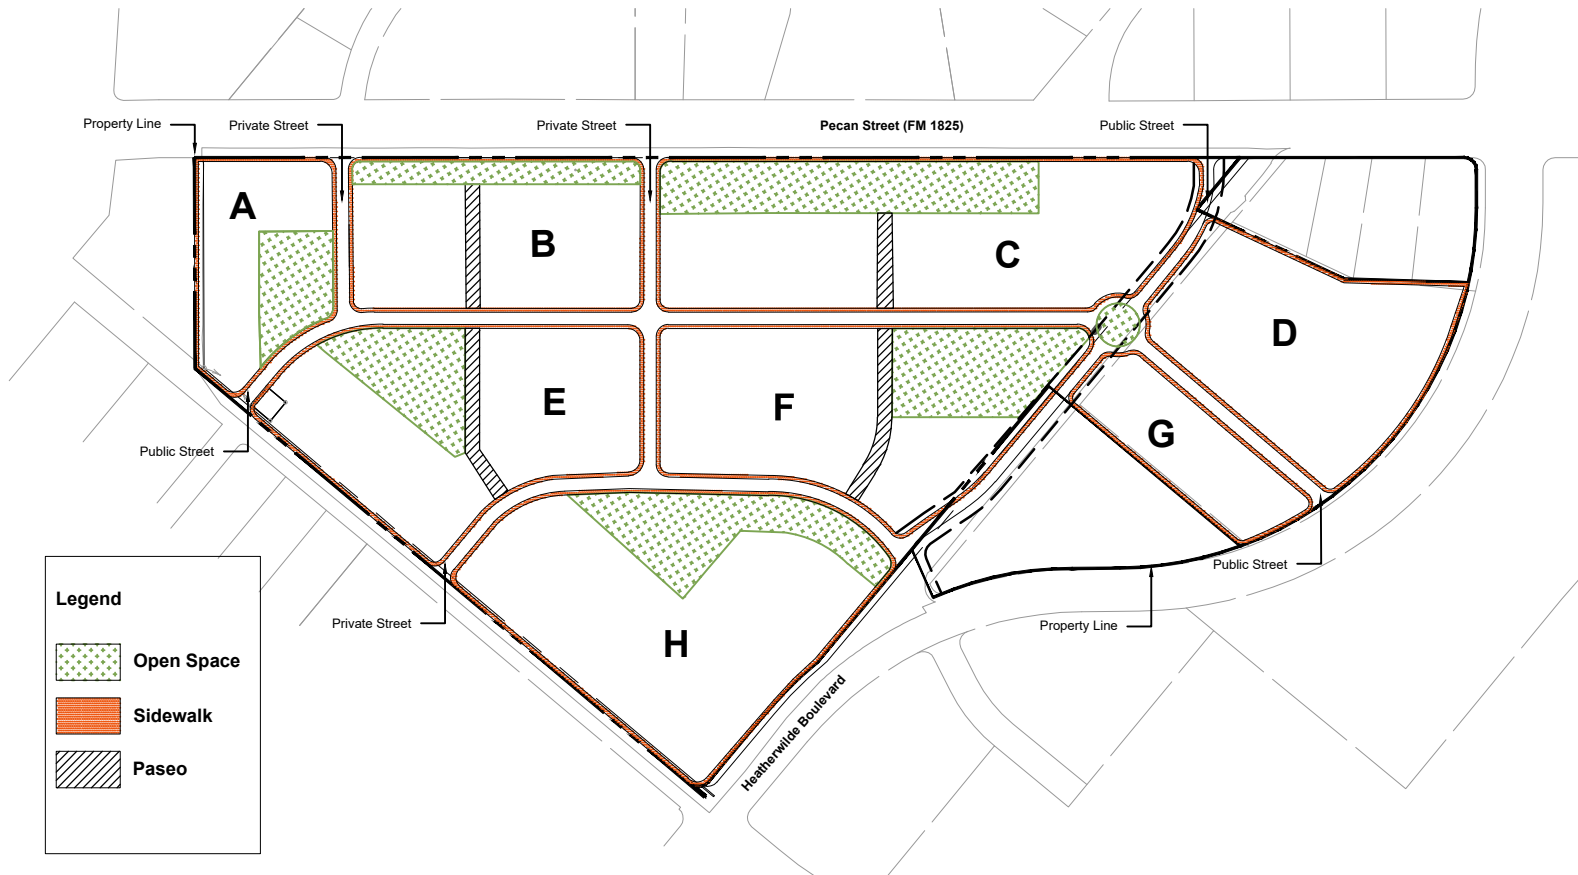 Property Line
Private Street
Private Street
Pecan Street (FM 1825)
Public Street
A
B
C
D
E
F
G
H
Public Street
Private Street
Public Street
Property Line
Heatherwilde Boulevard
Legend
Open Space
Sidewalk
Paseo